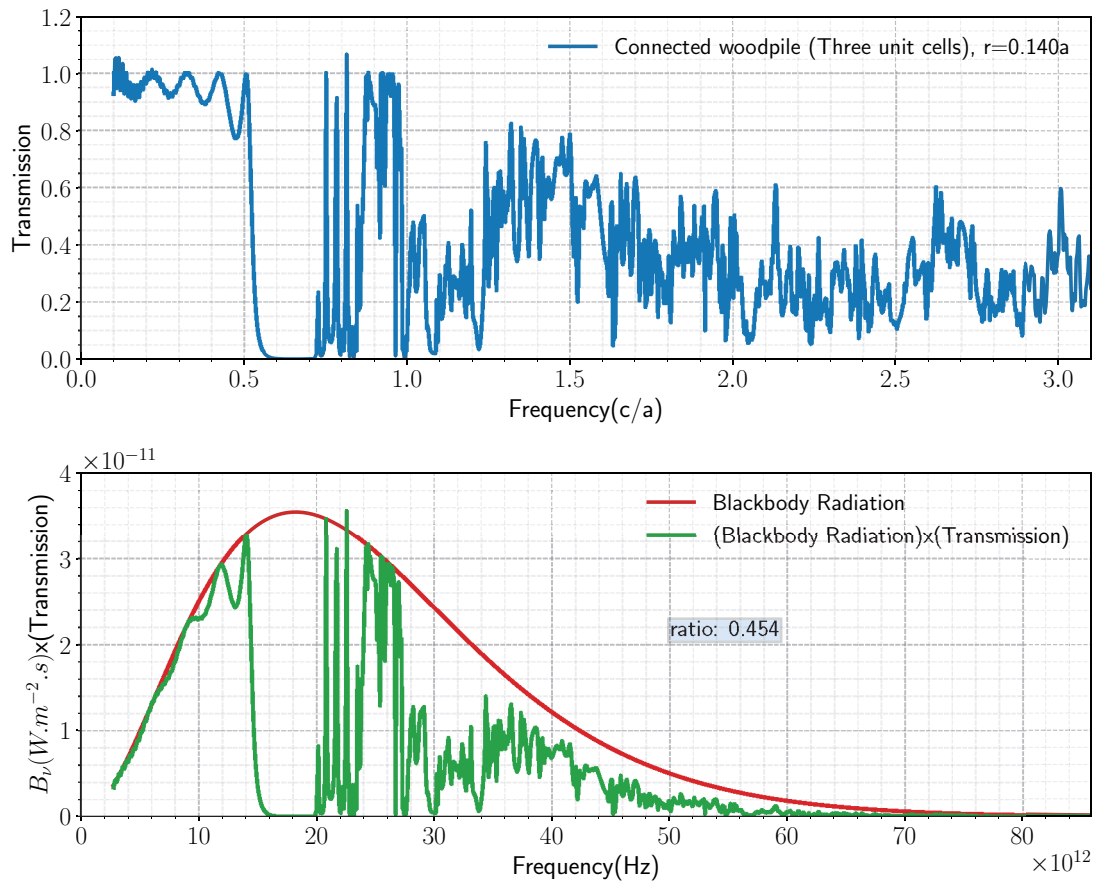 1.2
1.0
0.8
0.6
0.4
0.2
0.0
Transmission
Connected woodpile (Three unit cells), r=0.140a
0.0 0.5 1.0 1.5 2.0 2.5 3.0
Frequency(c/a)
×10⁻¹¹
4
3
2
1
0
B_ν(W.m⁻².s)x(Transmission)
Blackbody Radiation
(Blackbody Radiation)x(Transmission)
ratio: 0.454
0 10 20 30 40 50 60 70 80
×10¹²
Frequency(Hz)